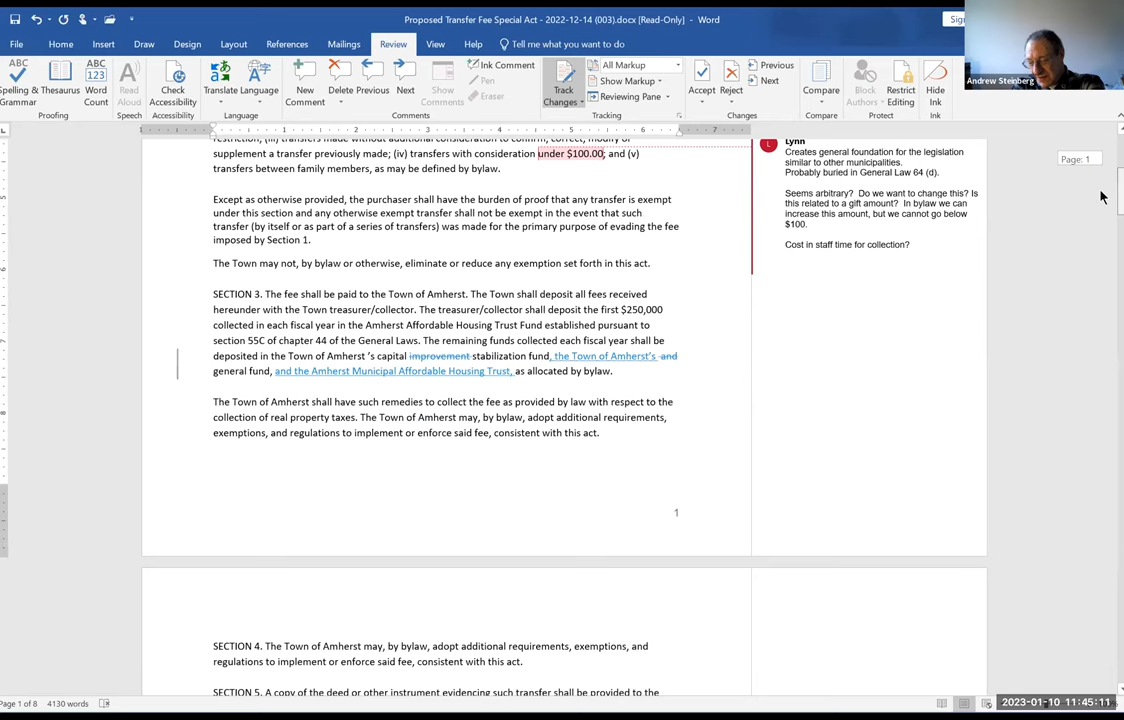 Proposed Transfer Fee Special Act - 2022-12-14 (003).docx [Read-Only] - Word
Sign
File Home Insert Draw Design Layout References Mailings Review View Help Tell me what you want to do
Andrew Steinberg
Spelling & Grammar
Thesaurus
Word Count
Read Aloud
Check Accessibility
Translate
Language
New Comment
Delete
Previous
Next
Show Comments
Ink Comment
Pen
Eraser
Track Changes
All Markup
Show Markup
Reviewing Pane
Accept
Reject
Previous
Next
Compare
Block Authors
Restrict Editing
Hide Ink
Proofing
Speech
Accessibility
Language
Comments
Tracking
Changes
Compare
Protect
Ink
1 1 2 3 4 5 6 7
restriction; (iii) transfers made without additional consideration to confirm, correct, modify or
supplement a transfer previously made; (iv) transfers with consideration under $100.00; and (v)
transfers between family members, as may be defined by bylaw.
Except as otherwise provided, the purchaser shall have the burden of proof that any transfer is exempt
under this section and any otherwise exempt transfer shall not be exempt in the event that such
transfer (by itself or as part of a series of transfers) was made for the primary purpose of evading the fee
imposed by Section 1.
The Town may not, by bylaw or otherwise, eliminate or reduce any exemption set forth in this act.
SECTION 3. The fee shall be paid to the Town of Amherst. The Town shall deposit all fees received
hereunder with the Town treasurer/collector. The treasurer/collector shall deposit the first $250,000
collected in each fiscal year in the Amherst Affordable Housing Trust Fund established pursuant to
section 55C of chapter 44 of the General Laws. The remaining funds collected each fiscal year shall be
deposited in the Town of Amherst 's capital improvement stabilization fund, the Town of Amherst's and
general fund, and the Amherst Municipal Affordable Housing Trust, as allocated by bylaw.
The Town of Amherst shall have such remedies to collect the fee as provided by law with respect to the
collection of real property taxes. The Town of Amherst may, by bylaw, adopt additional requirements,
exemptions, and regulations to implement or enforce said fee, consistent with this act.
1
SECTION 4. The Town of Amherst may, by bylaw, adopt additional requirements, exemptions, and
regulations to implement or enforce said fee, consistent with this act.
SECTION 5. A copy of the deed or other instrument evidencing such transfer shall be provided to the
L
Lynn
Creates general foundation for the legislation
similar to other municipalities.
Probably buried in General Law 64 (d).
Seems arbitrary? Do we want to change this? Is
this related to a gift amount? In bylaw we can
increase this amount, but we cannot go below
$100.
Cost in staff time for collection?
Page: 1
Page 1 of 8 4130 words
2023-01-10 11:45:11